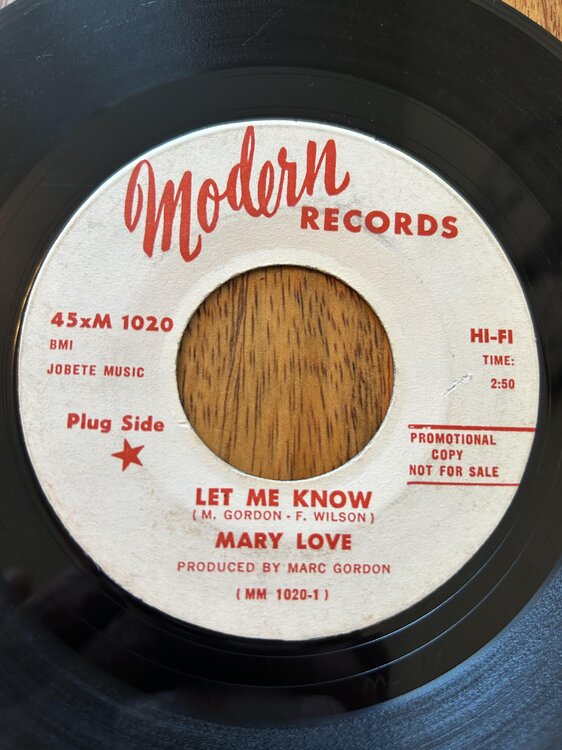 Modern
RECORDS
45xM 1020
BMI
JOBETE MUSIC
HI-FI
TIME:
2:50
Plug Side
PROMOTIONAL
COPY
NOT FOR SALE
LET ME KNOW
( M. GORDON - F. WILSON )
MARY LOVE
PRODUCED BY MARC GORDON
( MM 1020-1 )